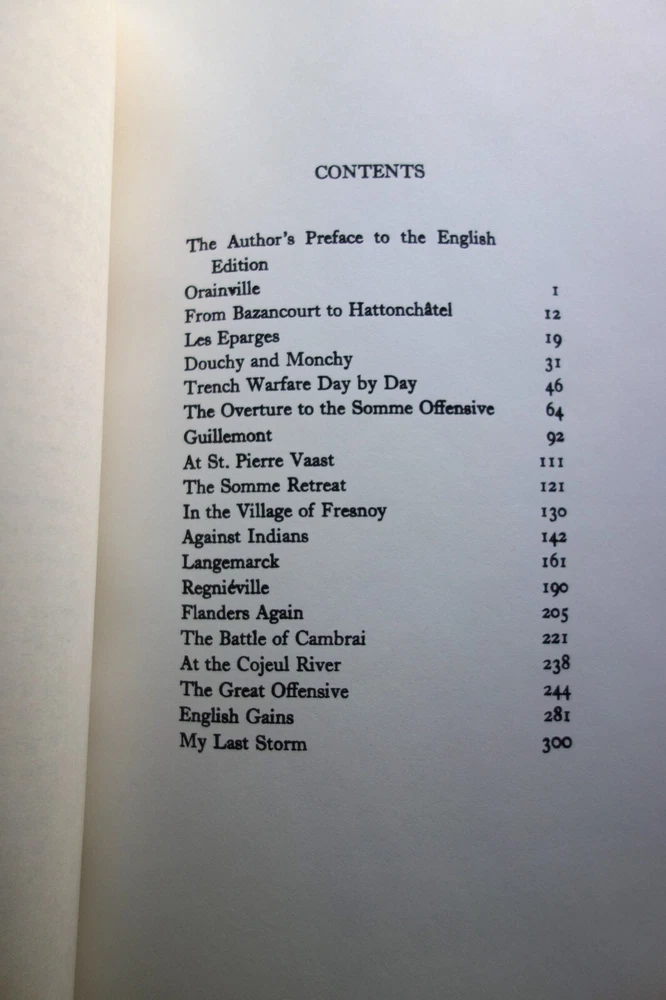 CONTENTS
The Author's Preface to the English
Edition
Orainville 1
From Bazancourt to Hattonchâtel 12
Les Eparges 19
Douchy and Monchy 31
Trench Warfare Day by Day 46
The Overture to the Somme Offensive 64
Guillemont 92
At St. Pierre Vaast 111
The Somme Retreat 121
In the Village of Fresnoy 130
Against Indians 142
Langemarck 161
Regniéville 190
Flanders Again 205
The Battle of Cambrai 221
At the Cojeul River 238
The Great Offensive 244
English Gains 281
My Last Storm 300